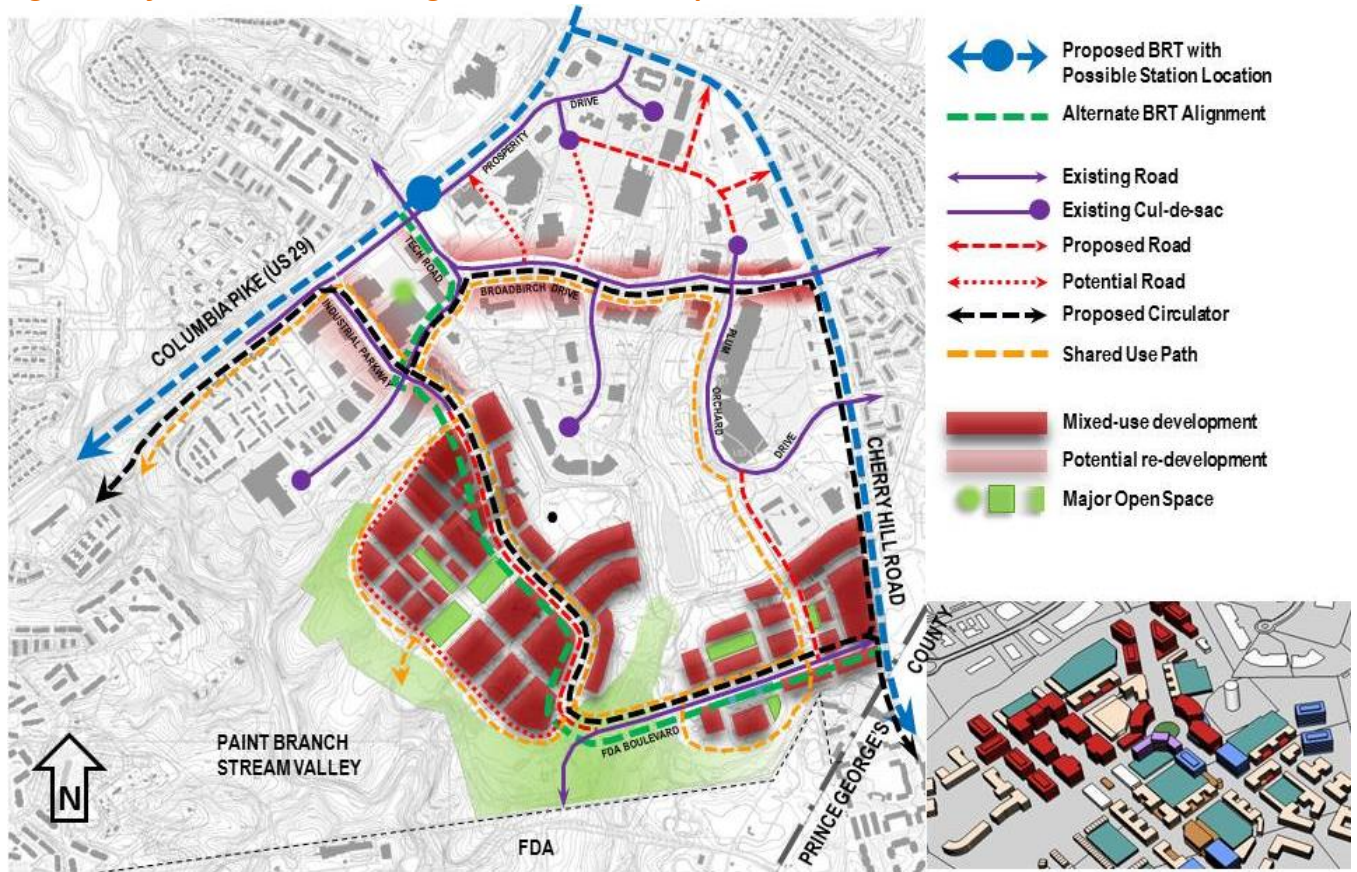 Proposed BRT with
Possible Station Location
Alternate BRT Alignment
Existing Road
Existing Cul-de-sac
Proposed Road
Potential Road
Proposed Circulator
Shared Use Path
Mixed-use development
Potential re-development
Major Open Space
PROSPERITY
DRIVE
COLUMBIA PIKE (US 29)
TECH ROAD
BROADBIRCH DRIVE
INDUSTRIAL PARKWAY
PLUM
ORCHARD
DRIVE
CHERRY HILL ROAD
FDA BOULEVARD
PAINT BRANCH
STREAM VALLEY
N
FDA
PRINCE GEORGE'S
COUNTY